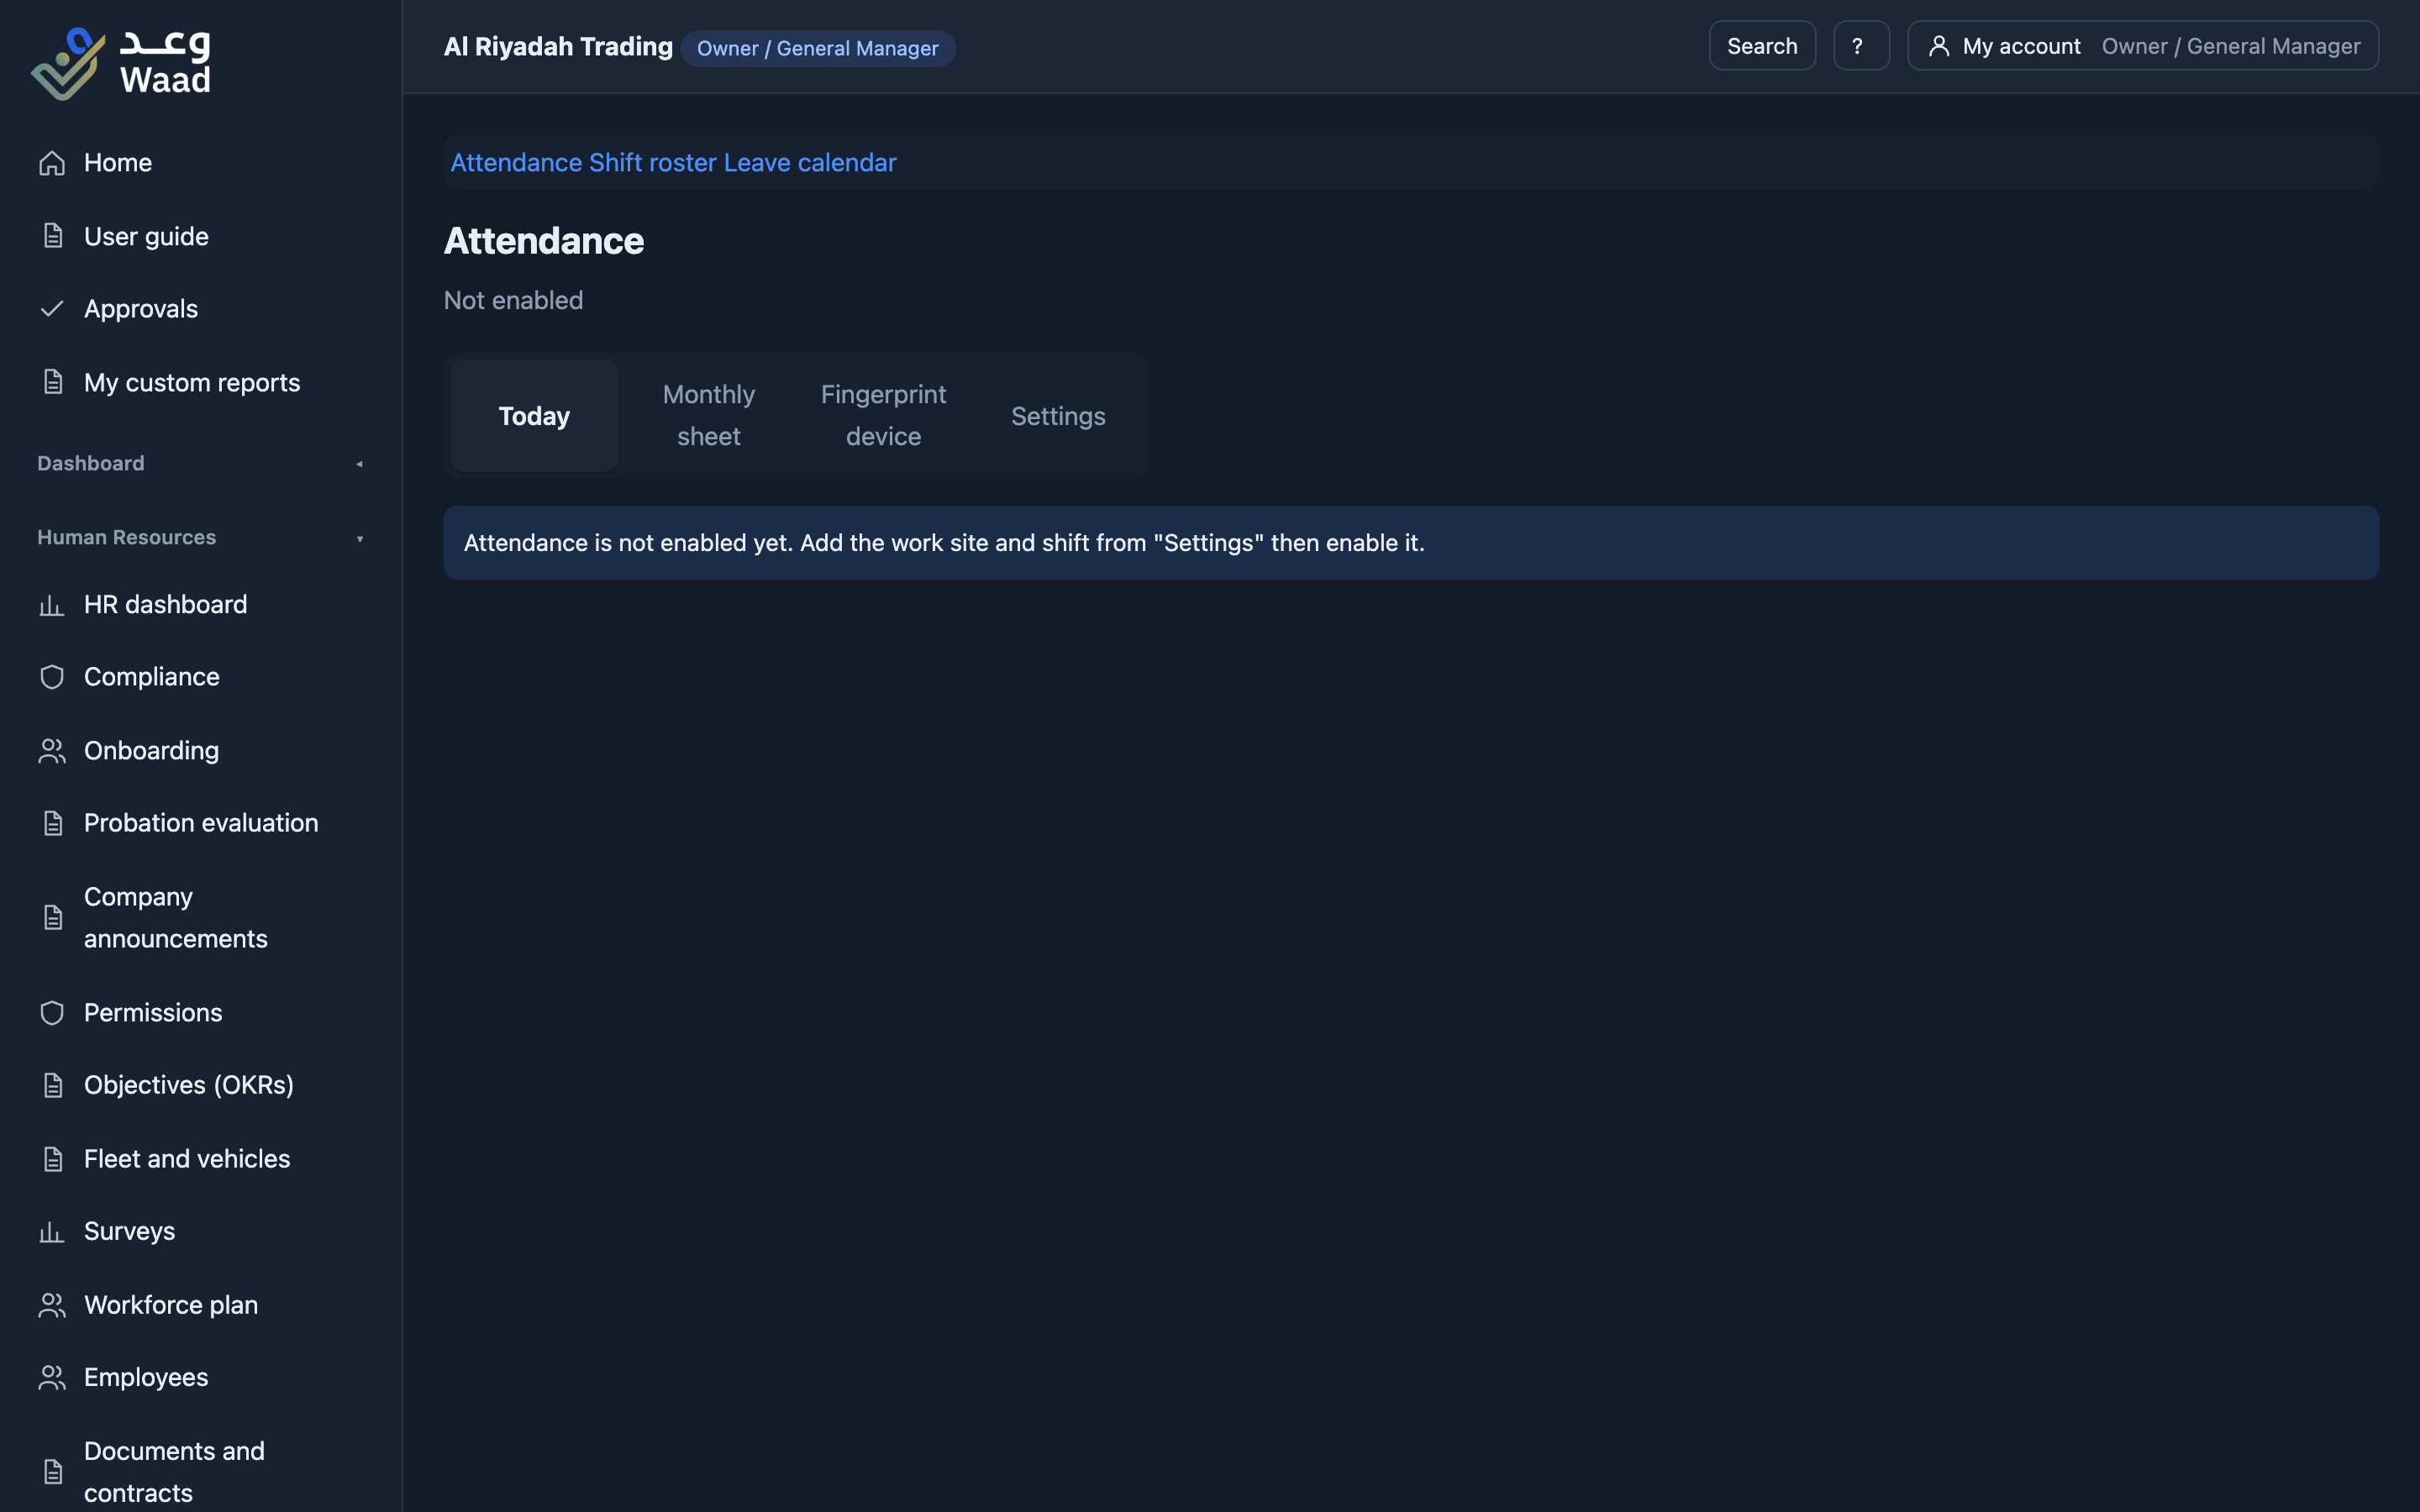 وعد
Waad
Home
User guide
Approvals
My custom reports
Dashboard
Human Resources
HR dashboard
Compliance
Onboarding
Probation evaluation
Company
announcements
Permissions
Objectives (OKRs)
Fleet and vehicles
Surveys
Workforce plan
Employees
Documents and
contracts
Al Riyadah Trading Owner / General Manager
Search ? My account Owner / General Manager
Attendance Shift roster Leave calendar
Attendance
Not enabled
Today
Monthly
sheet
Fingerprint
device
Settings
Attendance is not enabled yet. Add the work site and shift from "Settings" then enable it.